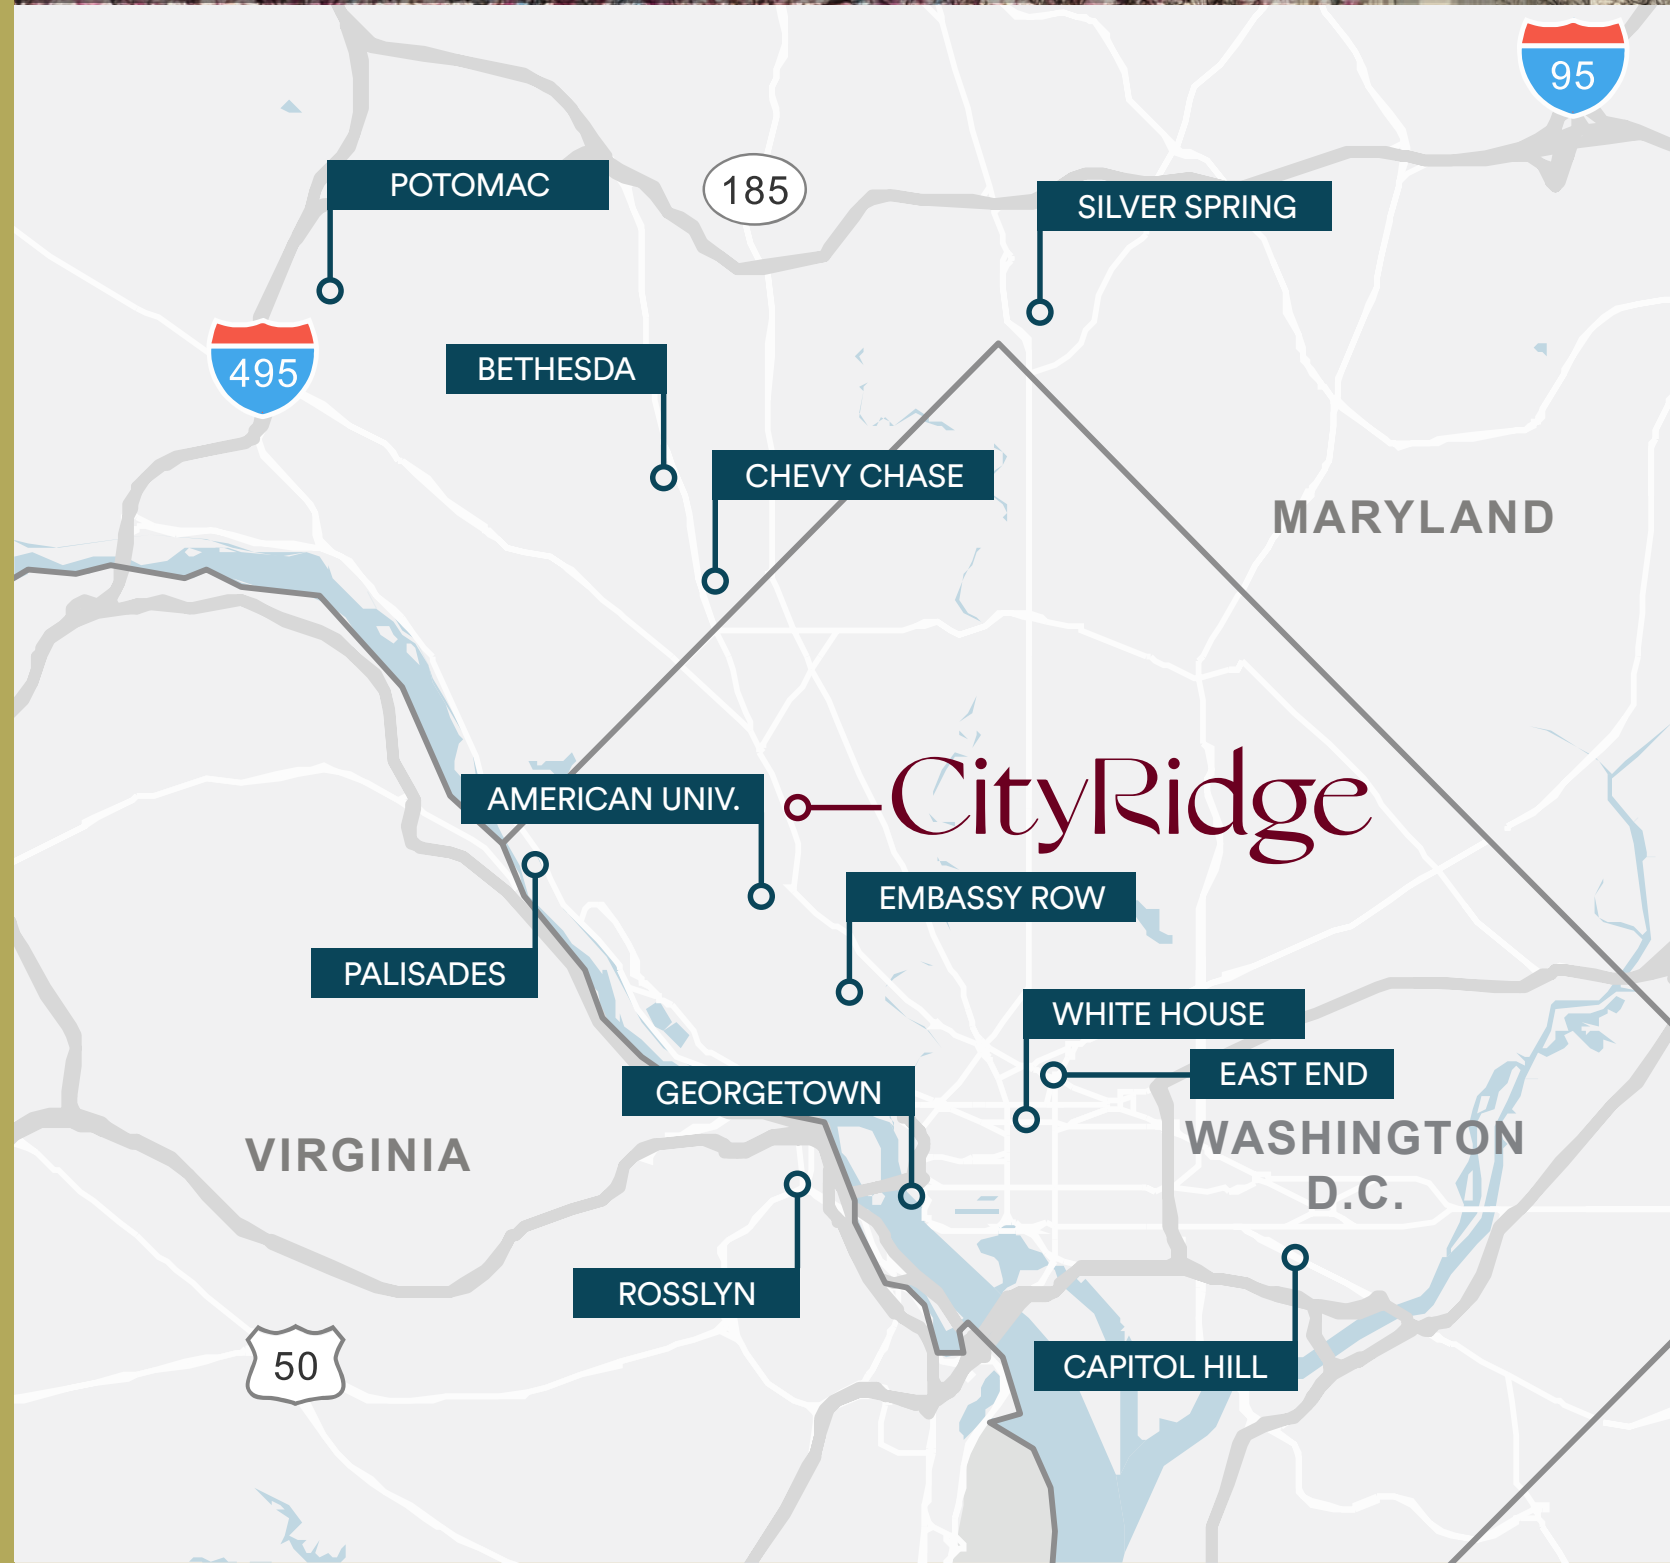 95
POTOMAC
185
SILVER SPRING
495
BETHESDA
CHEVY CHASE
MARYLAND
AMERICAN UNIV.
CityRidge
EMBASSY ROW
PALISADES
WHITE HOUSE
EAST END
GEORGETOWN
WASHINGTON
D.C.
VIRGINIA
ROSSLYN
50
CAPITOL HILL